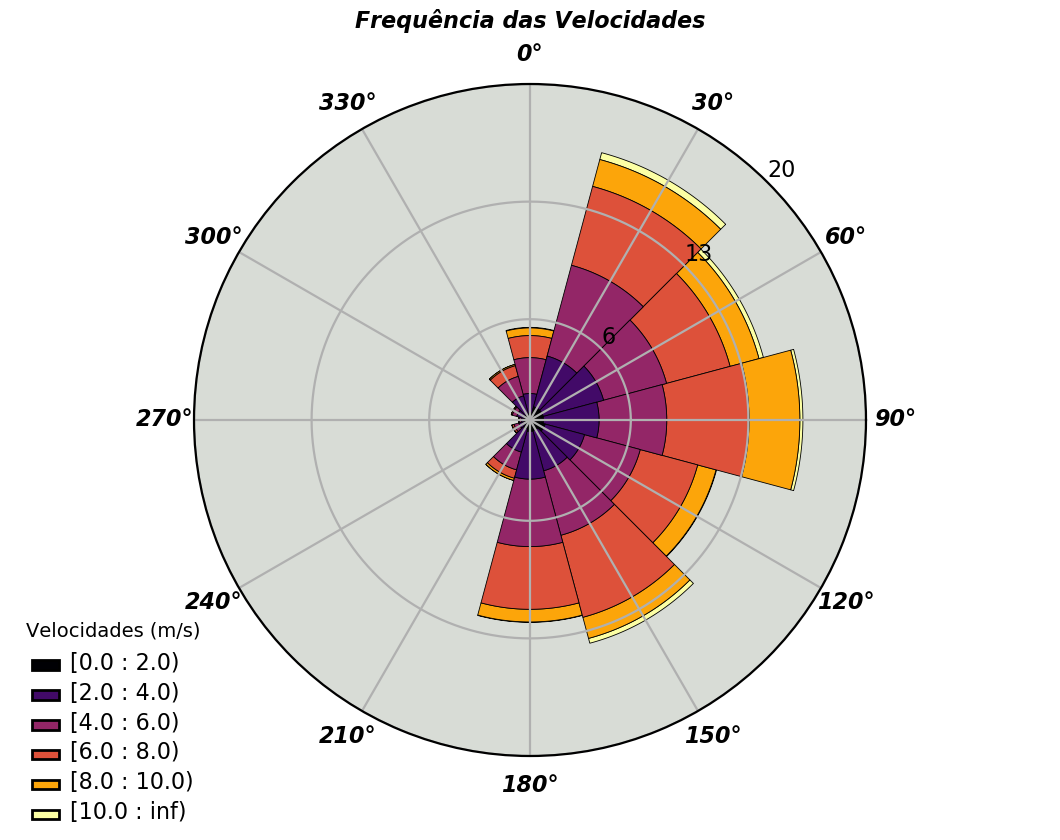 Frequência das Velocidades
0°
330°
30°
20
300°
60°
13
6
270°
90°
240°
120°
210°
150°
180°
Velocidades (m/s)
[0.0 : 2.0)
[2.0 : 4.0)
[4.0 : 6.0)
[6.0 : 8.0)
[8.0 : 10.0)
[10.0 : inf)